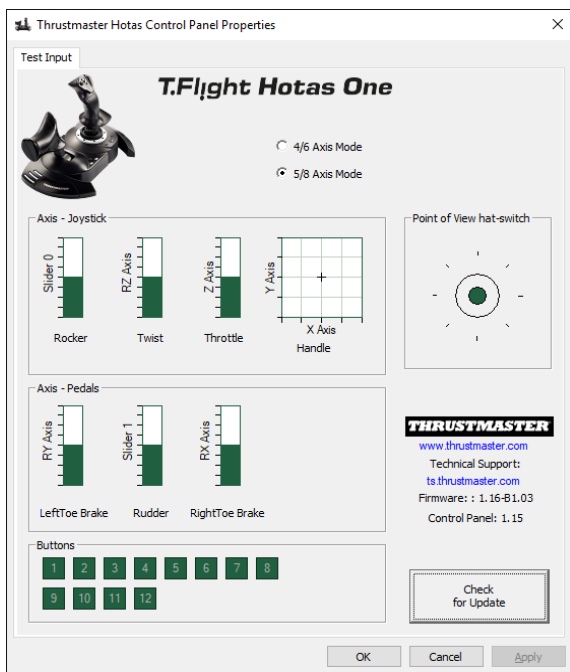 Thrustmaster Hotas Control Panel Properties
Test Input
T.Flight Hotas One
4/6 Axis Mode
5/8 Axis Mode
Axis - Joystick
Slider 0
RZ Axis
Z Axis
Y Axis
X Axis
Rocker
Twist
Throttle
Handle
Point of View hat-switch
Axis - Pedals
RY Axis
Slider 1
RX Axis
LeftToe Brake
Rudder
RightToe Brake
THRUSTMASTER
www.thrustmaster.com
Technical Support:
ts.thrustmaster.com
Firmware: : 1.16-B1.03
Control Panel: 1.15
Buttons
1 2 3 4 5 6 7 8
9 10 11 12
Check
for Update
OK Cancel Apply